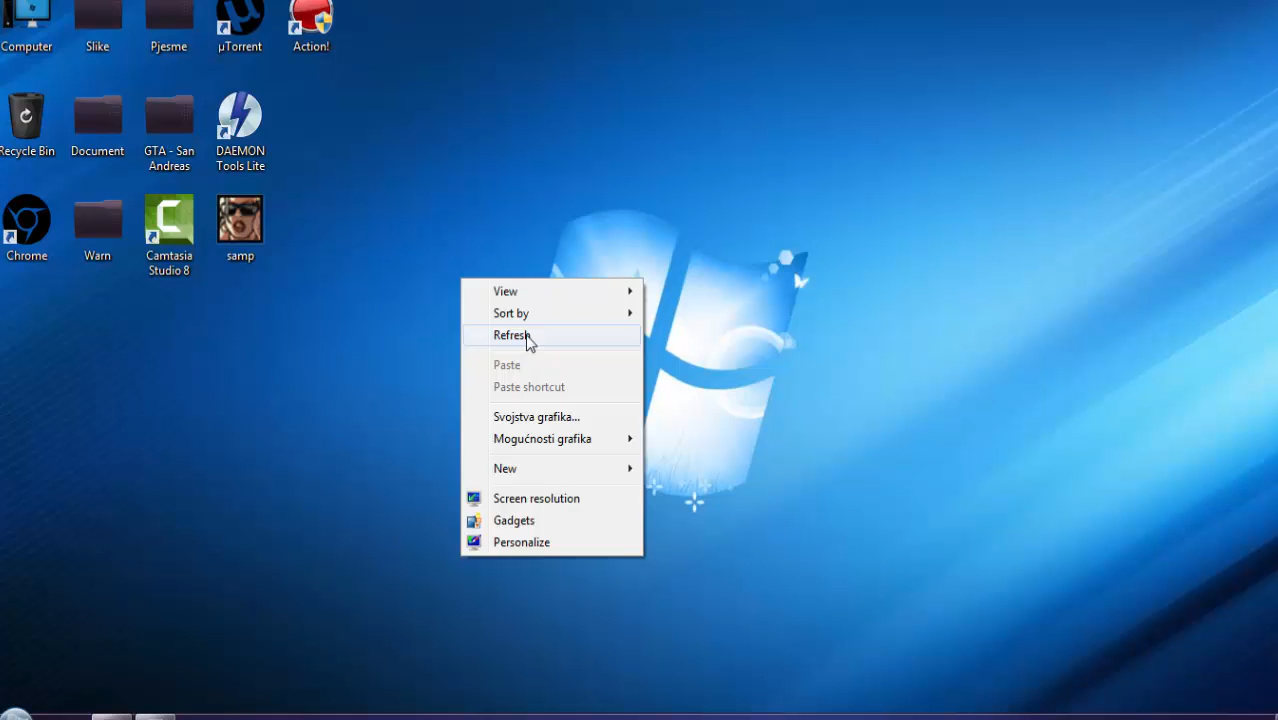 Computer
Slike
Pjesme
µTorrent
Action!
Recycle Bin
Document
GTA - San
Andreas
DAEMON
Tools Lite
Chrome
Warn
Camtasia
Studio 8
samp
View
Sort by
Refresh
Paste
Paste shortcut
Svojstva grafika...
Mogućnosti grafika
New
Screen resolution
Gadgets
Personalize